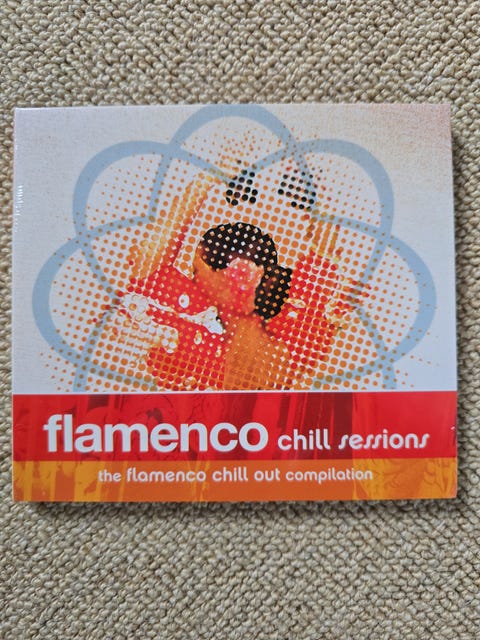 flamenco chill sessions
the flamenco chill out compilation